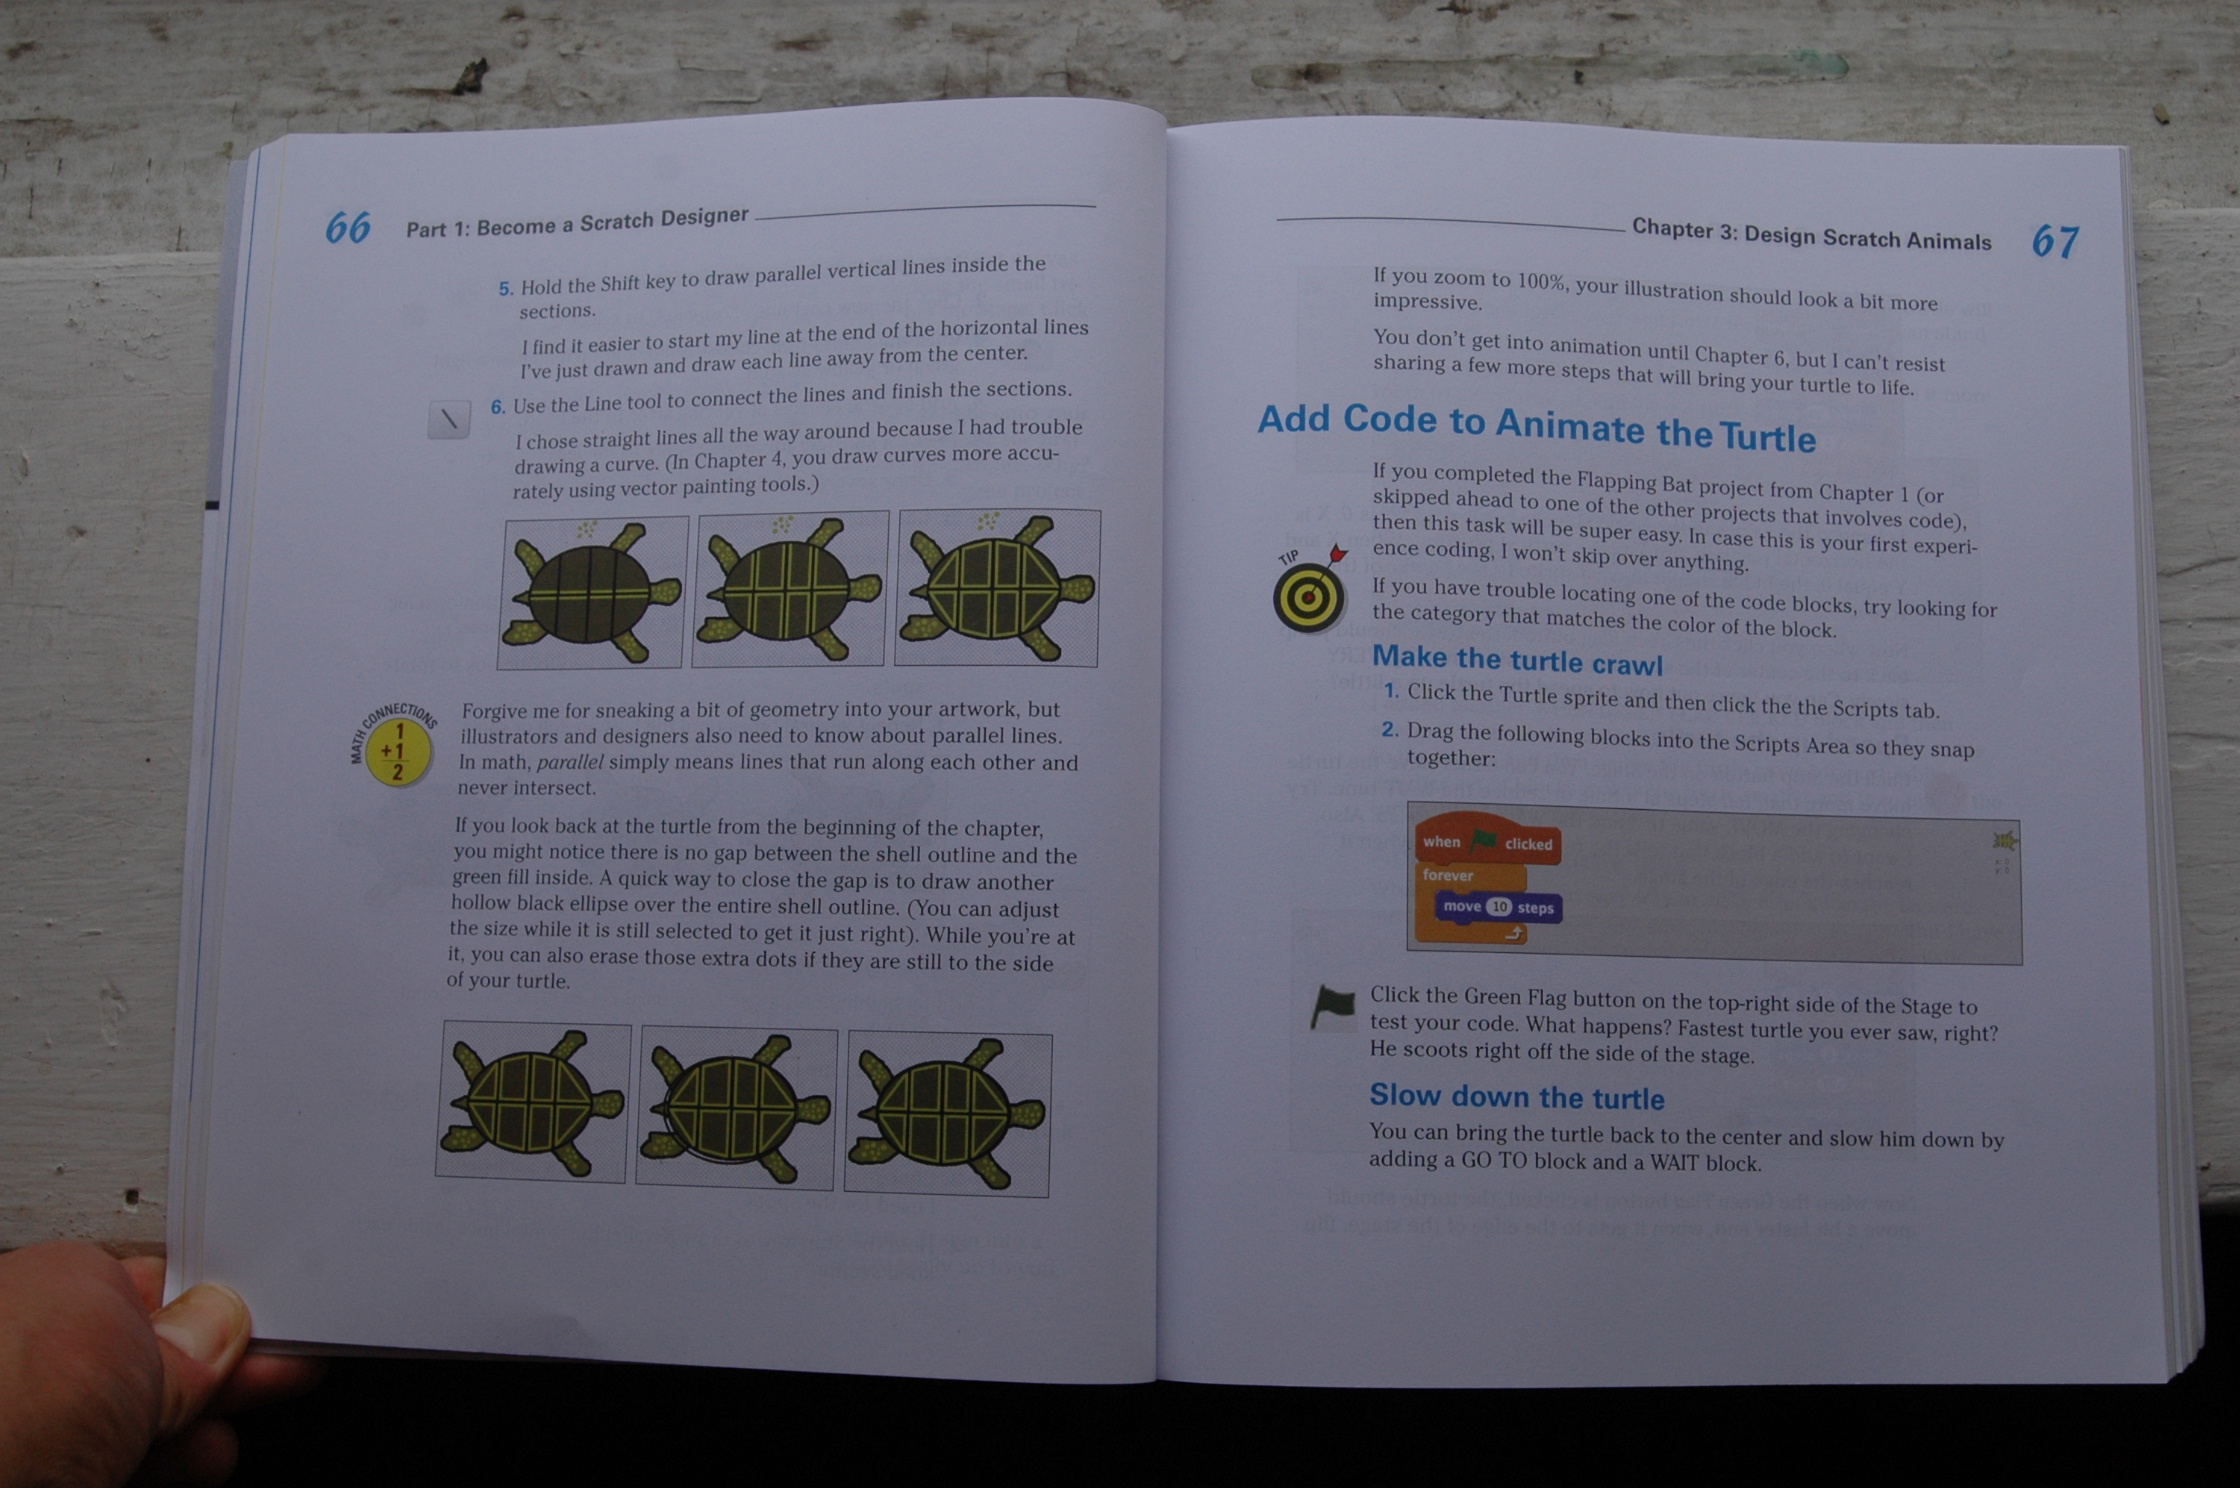 66 Part 1: Become a Scratch Designer
5. Hold the Shift key to draw parallel vertical lines inside the
sections.
I find it easier to start my line at the end of the horizontal lines
I've just drawn and draw each line away from the center.
6. Use the Line tool to connect the lines and finish the sections.
I chose straight lines all the way around because I had trouble
drawing a curve. (In Chapter 4, you draw curves more accu-
rately using vector painting tools.)
MATH CONNECTIONS
1
+1
2
Forgive me for sneaking a bit of geometry into your artwork, but
illustrators and designers also need to know about parallel lines.
In math, parallel simply means lines that run along each other and
never intersect.
If you look back at the turtle from the beginning of the chapter,
you might notice there is no gap between the shell outline and the
green fill inside. A quick way to close the gap is to draw another
hollow black ellipse over the entire shell outline. (You can adjust
the size while it is still selected to get it just right). While you're at
it, you can also erase those extra dots if they are still to the side
of your turtle.
Chapter 3: Design Scratch Animals 67
If you zoom to 100%, your illustration should look a bit more
impressive.
You don't get into animation until Chapter 6, but I can't resist
sharing a few more steps that will bring your turtle to life.
Add Code to Animate the Turtle
If you completed the Flapping Bat project from Chapter 1 (or
skipped ahead to one of the other projects that involves code),
then this task will be super easy. In case this is your first experi-
ence coding, I won't skip over anything.
TIP
If you have trouble locating one of the code blocks, try looking for
the category that matches the color of the block.
Make the turtle crawl
1. Click the Turtle sprite and then click the the Scripts tab.
2. Drag the following blocks into the Scripts Area so they snap
together:
when clicked
forever
move 10 steps
Click the Green Flag button on the top-right side of the Stage to
test your code. What happens? Fastest turtle you ever saw, right?
He scoots right off the side of the stage.
Slow down the turtle
You can bring the turtle back to the center and slow him down by
adding a GO TO block and a WAIT block.